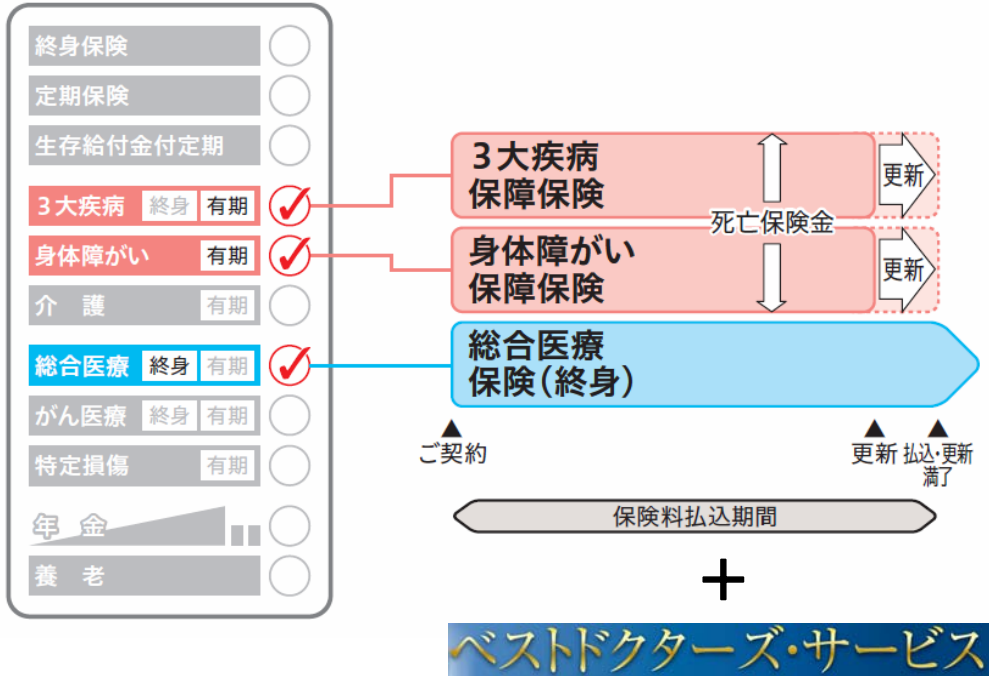 終身保険
定期保険
生存給付金付定期
3大疾病 終身 有期
身体障がい 有期
介 護 有期
総合医療 終身 有期
がん医療 終身 有期
特定損傷 有期
年 金
養 老
3大疾病
保障保険
更新
死亡保険金
身体障がい
保障保険
更新
総合医療
保険(終身)
ご契約
更新
払込・更新
満了
保険料払込期間
+
ベストドクターズ・サービス